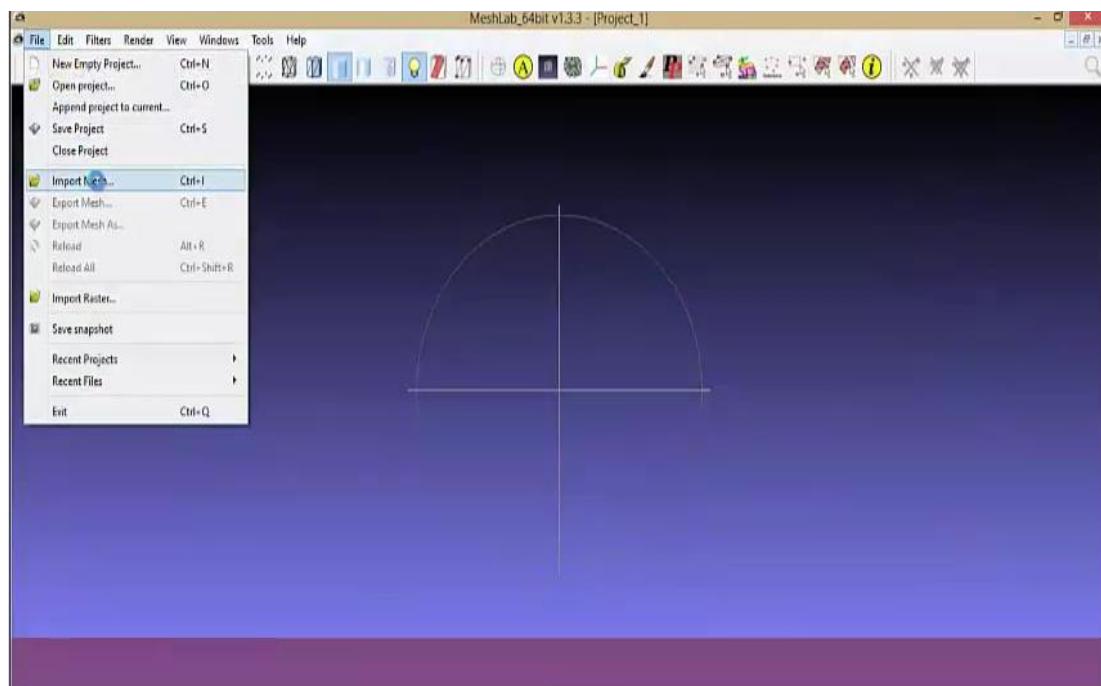 MeshLab_64bit v1.3.3 - [Project_1]
File Edit Filters Render View Windows Tools Help
New Empty Project... Ctrl+N
Open project... Ctrl+O
Append project to current...
Save Project Ctrl+S
Close Project
Import Mesh... Ctrl+I
Export Mesh... Ctrl+E
Export Mesh As...
Reload Alt+R
Reload All Ctrl+Shift+R
Import Raster...
Save snapshot
Recent Projects
Recent Files
Exit Ctrl+Q
A
i